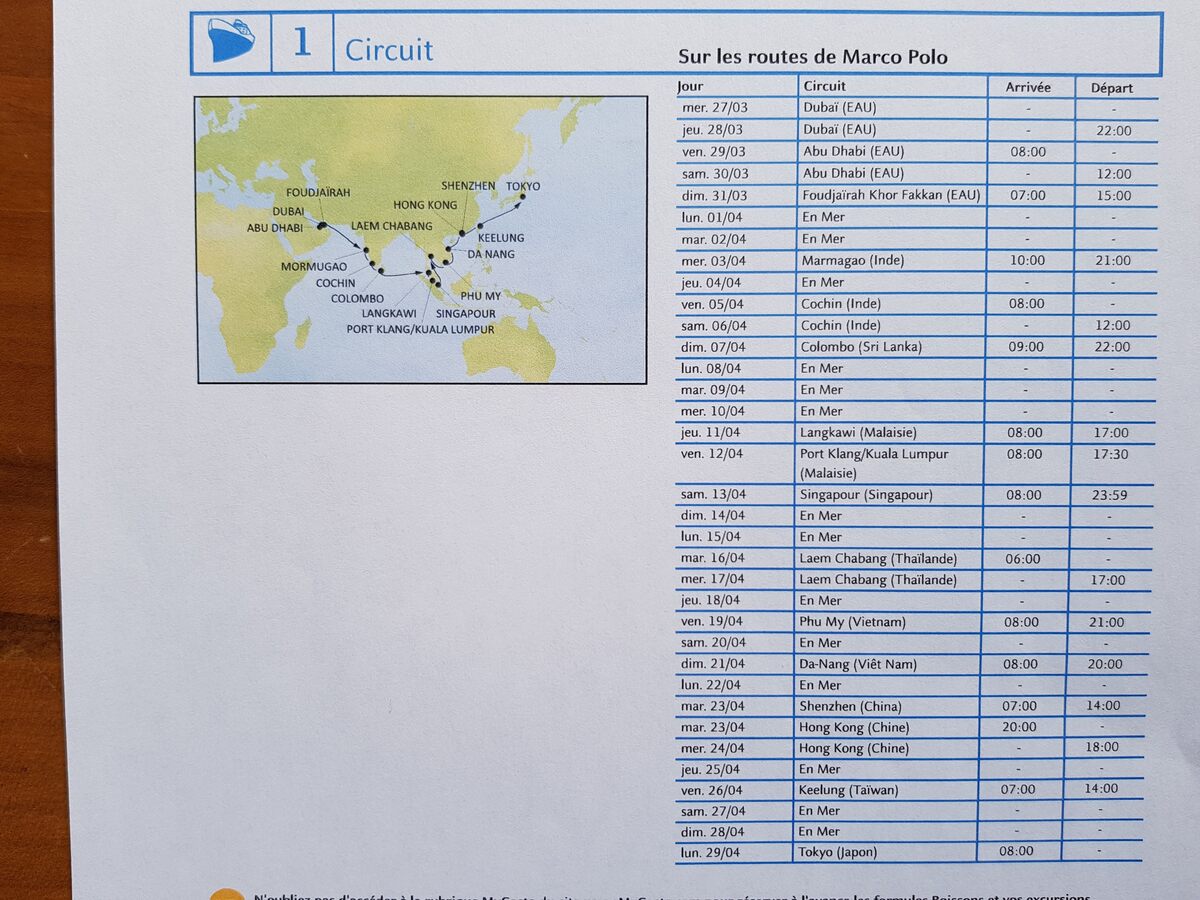 1 Circuit
Sur les routes de Marco Polo
FOUDJAÏRAH
DUBAI
ABU DHABI
MORMUGAO
COCHIN
COLOMBO
LANGKAWI
PORT KLANG/KUALA LUMPUR
SINGAPOUR
PHU MY
LAEM CHABANG
DA NANG
HONG KONG
SHENZHEN
KEELUNG
TOKYO
Jour Circuit Arrivée Départ
mer. 27/03 Dubaï (EAU) - -
jeu. 28/03 Dubaï (EAU) - 22:00
ven. 29/03 Abu Dhabi (EAU) 08:00 -
sam. 30/03 Abu Dhabi (EAU) - 12:00
dim. 31/03 Foudjaïrah Khor Fakkan (EAU) 07:00 15:00
lun. 01/04 En Mer - -
mar. 02/04 En Mer - -
mer. 03/04 Marmagao (Inde) 10:00 21:00
jeu. 04/04 En Mer - -
ven. 05/04 Cochin (Inde) 08:00 -
sam. 06/04 Cochin (Inde) - 12:00
dim. 07/04 Colombo (Sri Lanka) 09:00 22:00
lun. 08/04 En Mer - -
mar. 09/04 En Mer - -
mer. 10/04 En Mer - -
jeu. 11/04 Langkawi (Malaisie) 08:00 17:00
ven. 12/04 Port Klang/Kuala Lumpur 08:00 17:30
(Malaisie)
sam. 13/04 Singapour (Singapour) 08:00 23:59
dim. 14/04 En Mer - -
lun. 15/04 En Mer - -
mar. 16/04 Laem Chabang (Thaïlande) 06:00 -
mer. 17/04 Laem Chabang (Thaïlande) - 17:00
jeu. 18/04 En Mer - -
ven. 19/04 Phu My (Vietnam) 08:00 21:00
sam. 20/04 En Mer - -
dim. 21/04 Da-Nang (Viêt Nam) 08:00 20:00
lun. 22/04 En Mer - -
mar. 23/04 Shenzhen (China) 07:00 14:00
mar. 23/04 Hong Kong (Chine) 20:00 -
mer. 24/04 Hong Kong (Chine) - 18:00
jeu. 25/04 En Mer - -
ven. 26/04 Keelung (Taïwan) 07:00 14:00
sam. 27/04 En Mer - -
dim. 28/04 En Mer - -
lun. 29/04 Tokyo (Japon) 08:00 -
N'oubliez pas d'accéder à la rubrique pour réserver à l'avance les formules Boissons et vos excursions